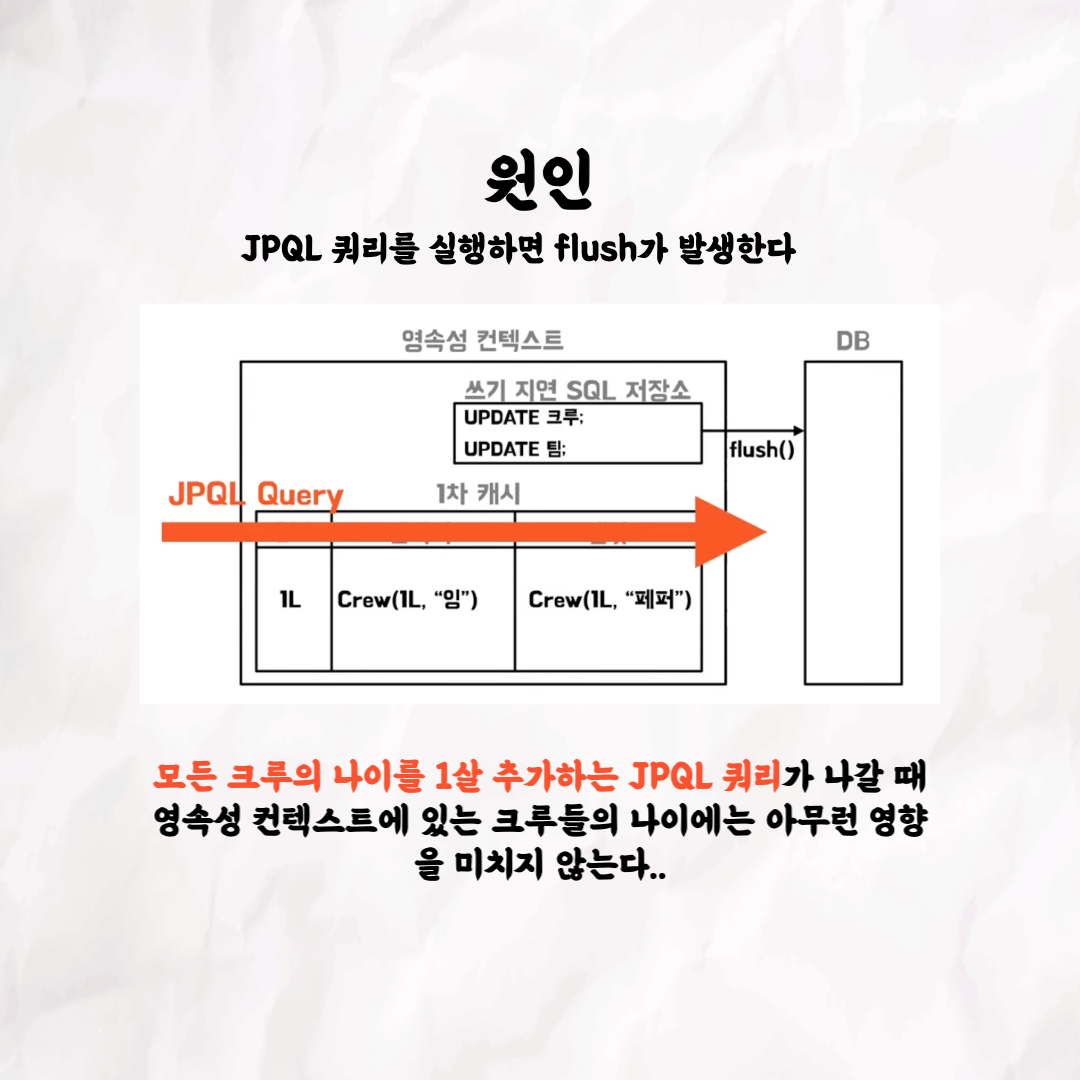 원인
JPQL 쿼리를 실행하면 flush가 발생한다
영속성 컨텍스트
DB
쓰기 지연 SQL 저장소
UPDATE 크루;
UPDATE 팀;
flush()
JPQL Query
1차 캐시
1L
Crew(1L, “잉”)
Crew(1L, “페퍼”)
모든 크루의 나이를 1살 추가하는 JPQL 쿼리가 나갈 때
영속성 컨텍스트에 있는 크루들의 나이에는 아무런 영향
을 미치지 않는다..